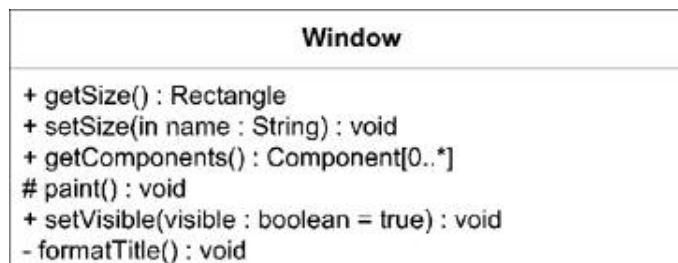 Window
+ getSize() : Rectangle
+ setSize(in name : String) : void
+ getComponents() : Component[0..*]
# paint() : void
+ setVisible(visible : boolean = true) : void
- formatTitle() : void